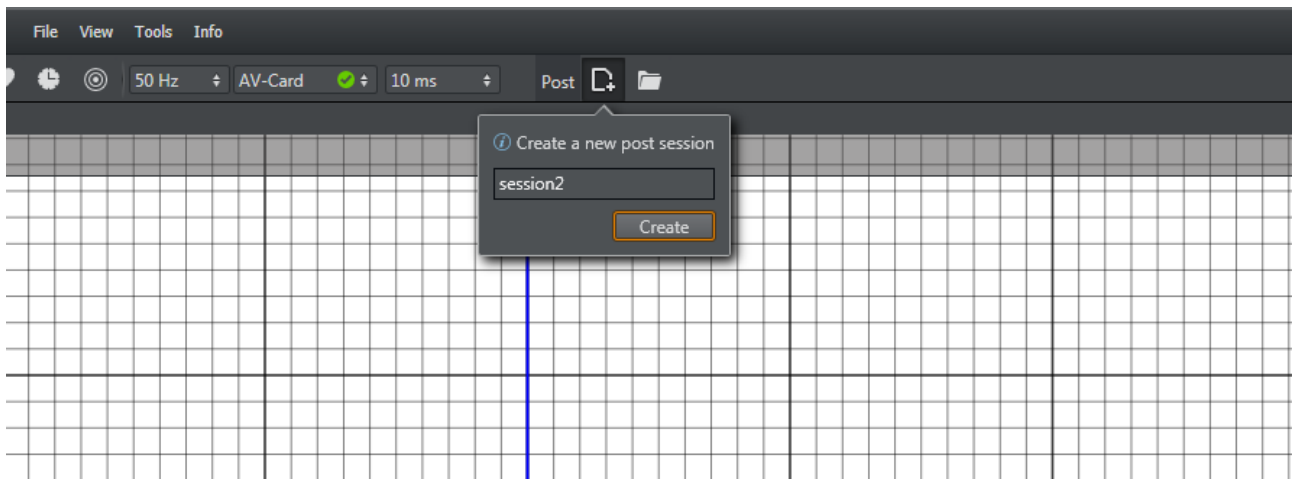 File View Tools Info
50 Hz AV-Card 10 ms Post
Create a new post session
session2
Create